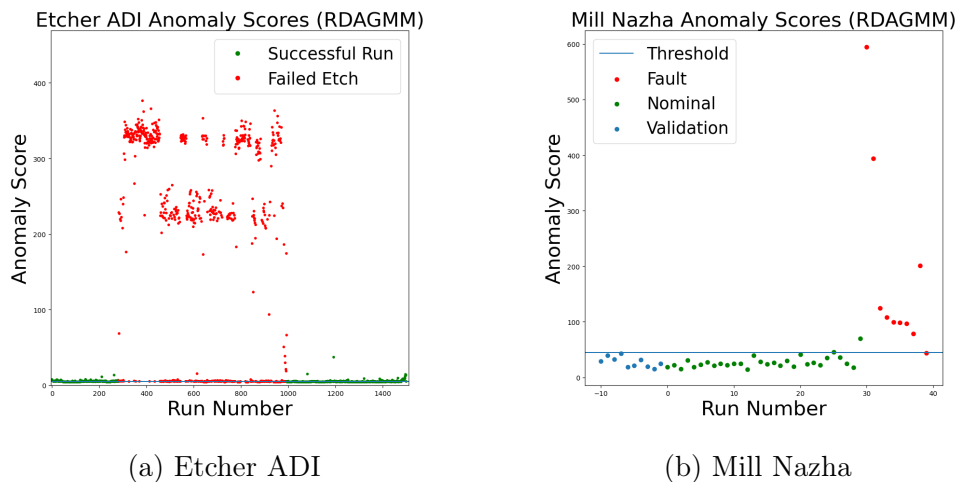 Etcher ADI Anomaly Scores (RDAGMM)
Successful Run
Failed Etch
Anomaly Score
400
300
200
100
0
0 200 400 600 800 1000 1200 1400
Run Number
(a) Etcher ADI
Mill Nazha Anomaly Scores (RDAGMM)
Threshold
Fault
Nominal
Validation
Anomaly Score
600
500
400
300
200
100
0
−10 0 10 20 30 40
Run Number
(b) Mill Nazha